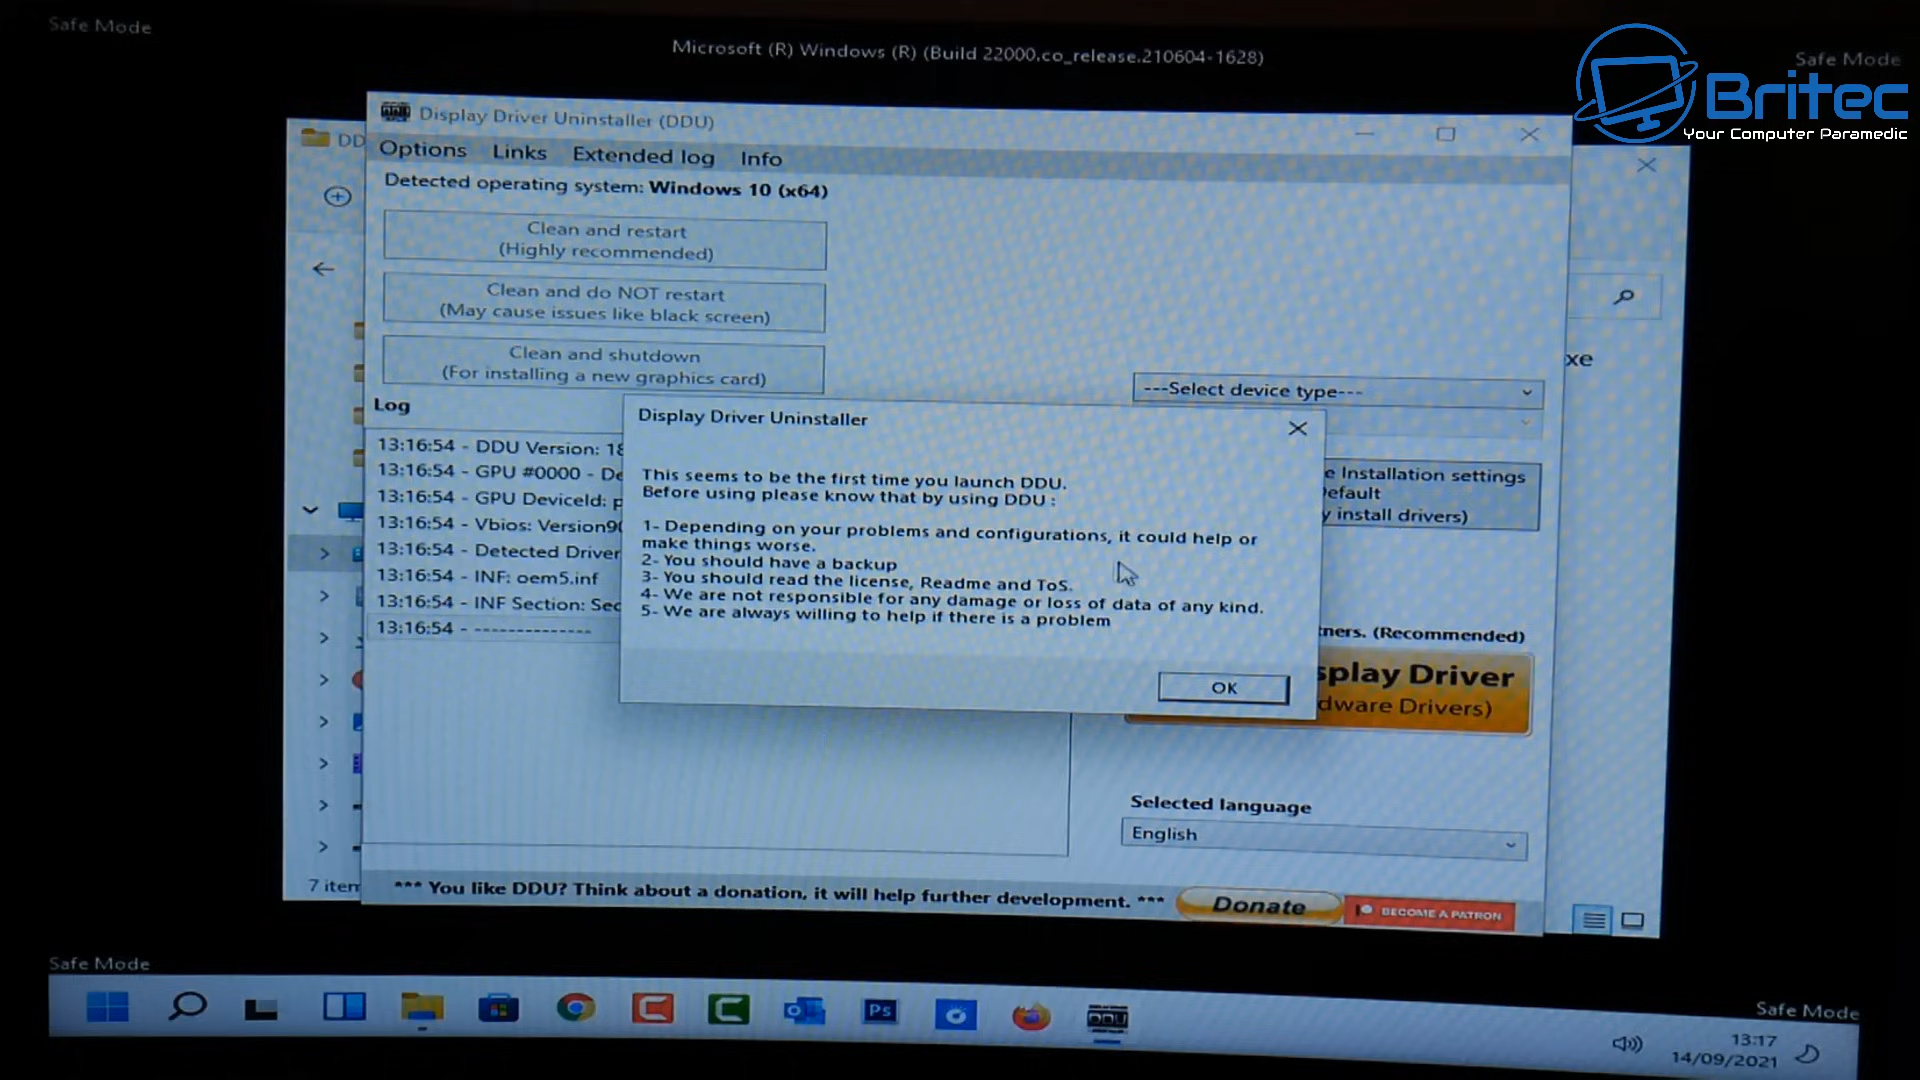 Safe Mode
Microsoft (R) Windows (R) (Build 22000.co_release.210604-1628)
Safe Mode
Britec
Your Computer Paramedic
Display Driver Uninstaller (DDU)
Options Links Extended log Info
Detected operating system: Windows 10 (x64)
Clean and restart
(Highly recommended)
Clean and do NOT restart
(May cause issues like black screen)
Clean and shutdown
(For installing a new graphics card)
xe
---Select device type---
Log
13:16:54 - DDU Version: 18
13:16:54 - GPU #0000 - De
13:16:54 - GPU DeviceId: p
13:16:54 - Vbios: Version90
13:16:54 - Detected Driver
13:16:54 - INF: oem5.inf
13:16:54 - INF Section: Sec
13:16:54 - --------------
Display Driver Uninstaller
This seems to be the first time you launch DDU.
Before using please know that by using DDU :
1- Depending on your problems and configurations, it could help or
make things worse.
2- You should have a backup
3- You should read the license, Readme and ToS.
4- We are not responsible for any damage or loss of data of any kind.
5- We are always willing to help if there is a problem
OK
e Installation settings
Default
y install drivers)
tners. (Recommended)
splay Driver
dware Drivers)
Selected language
English
7 item
*** You like DDU? Think about a donation, it will help further development. ***
Donate
BECOME A PATRON
Safe Mode
Ps
DDU
Safe Mode
13:17
14/09/2021